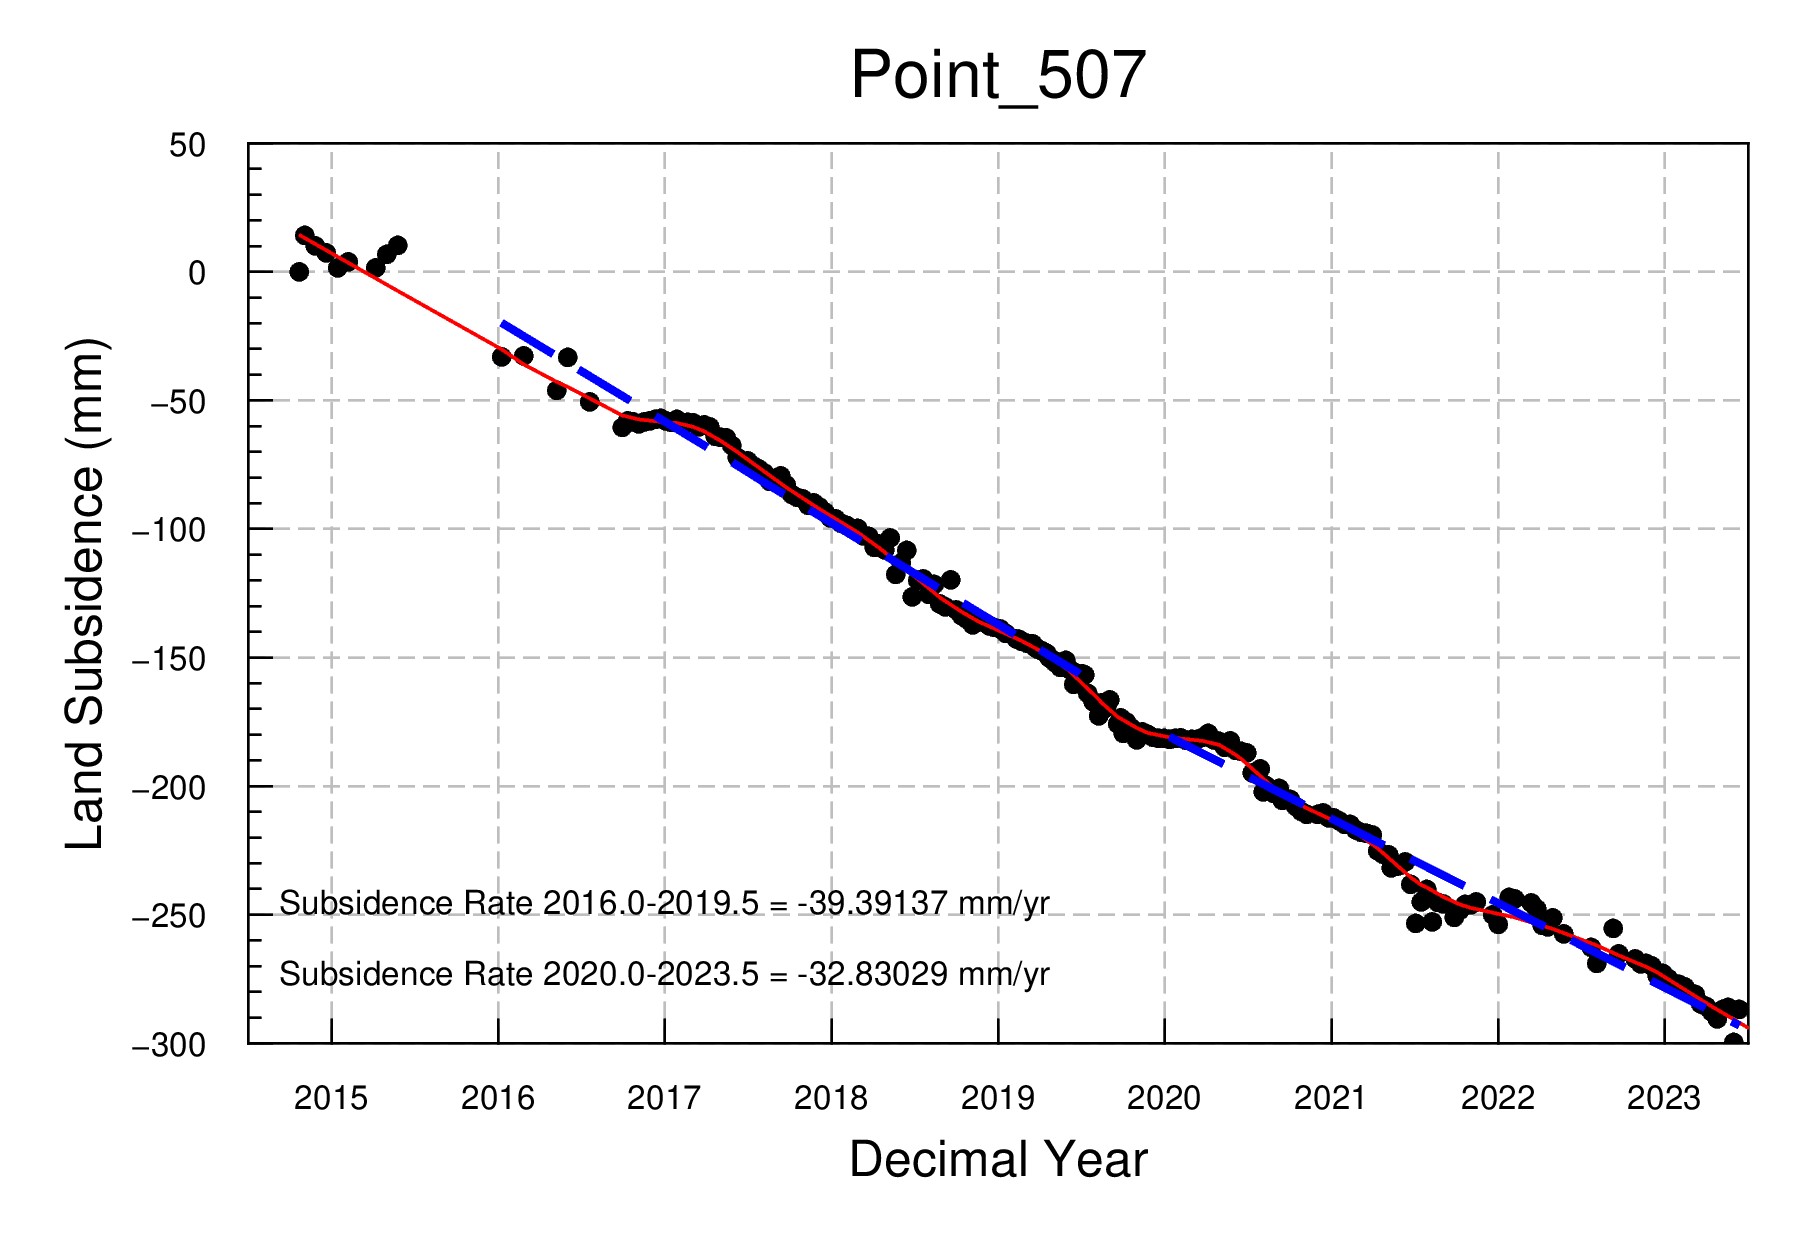 Point_507
50
0
−50
−100
−150
−200
−250
−300
Land Subsidence (mm)
Subsidence Rate 2016.0-2019.5 = -39.39137 mm/yr
Subsidence Rate 2020.0-2023.5 = -32.83029 mm/yr
2015 2016 2017 2018 2019 2020 2021 2022 2023
Decimal Year